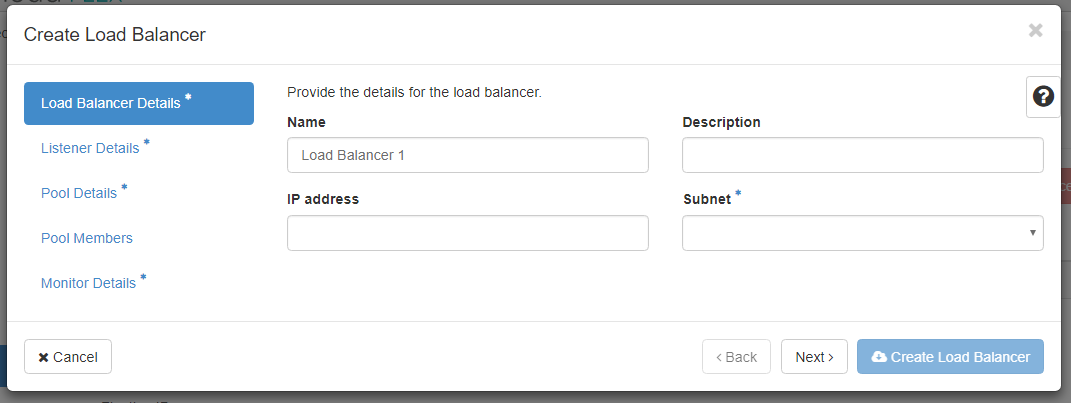 Create Load Balancer ×
Load Balancer Details *
Listener Details *
Pool Details *
Pool Members
Monitor Details *
Provide the details for the load balancer.
Name
Load Balancer 1
Description
IP address
Subnet *
?
Cancel
< Back
Next >
Create Load Balancer